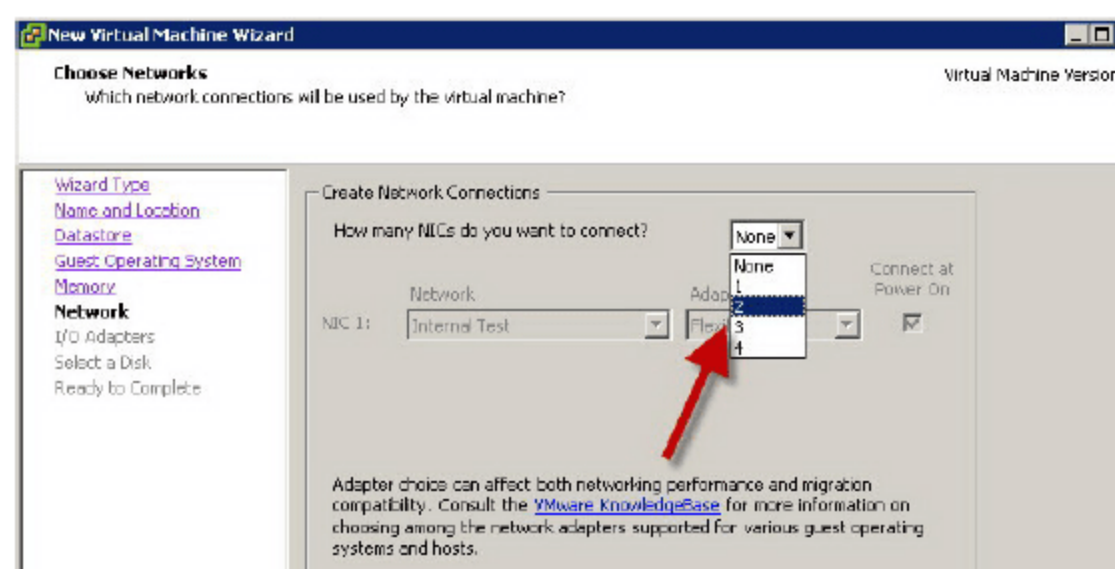 New Virtual Machine Wizard
Choose Networks
Virtual Machine Version
Which network connections will be used by the virtual machine?
Wizard Type
Name and Location
Datastore
Guest Operating System
Memory
Network
I/O Adapters
Select a Disk
Ready to Complete
Create Network Connections
How many NICs do you want to connect?
None
None
1
2
3
4
Network
Adap
Connect at
Power On
NIC 1:
Internal Test
Flexi
Adapter choice can affect both networking performance and migration
compatibility. Consult the VMware KnowledgeBase for more information on
choosing among the network adapters supported for various guest operating
systems and hosts.